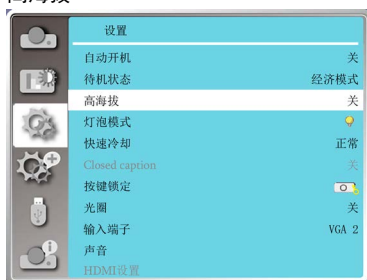 高海拔
设置
自动开机 关
待机状态 经济模式
高海拔 关
灯泡模式
快速冷却 正常
Closed caption 关
按键锁定
光圈 关
输入端子 VGA 2
声音
HDMI设置